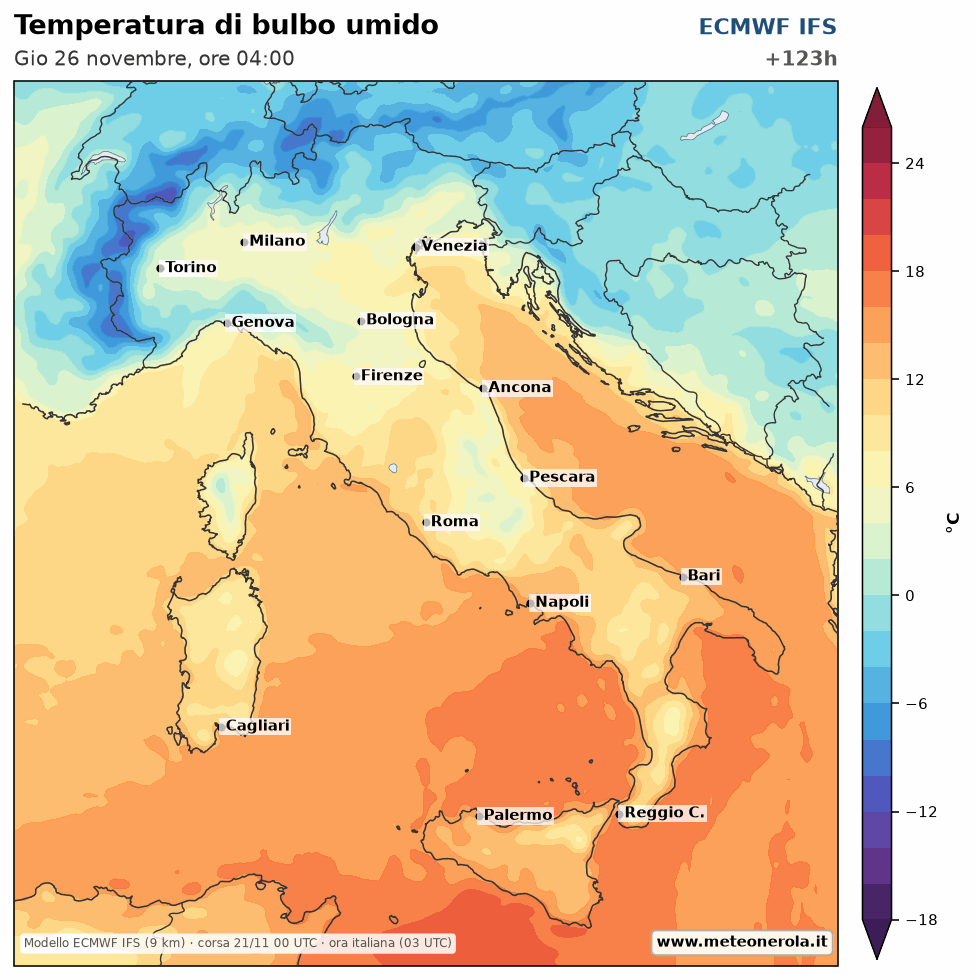 Temperatura di bulbo umido
ECMWF IFS
Gio 26 novembre, ore 04:00
+123h
Milano
Venezia
Torino
Genova
Bologna
Firenze
Ancona
Pescara
Roma
Bari
Napoli
Cagliari
Palermo
Reggio C.
24
18
12
6
0
−6
−12
−18
°C
Modello ECMWF IFS (9 km) · corsa 21/11 00 UTC · ora italiana (03 UTC)
www.meteonerola.it